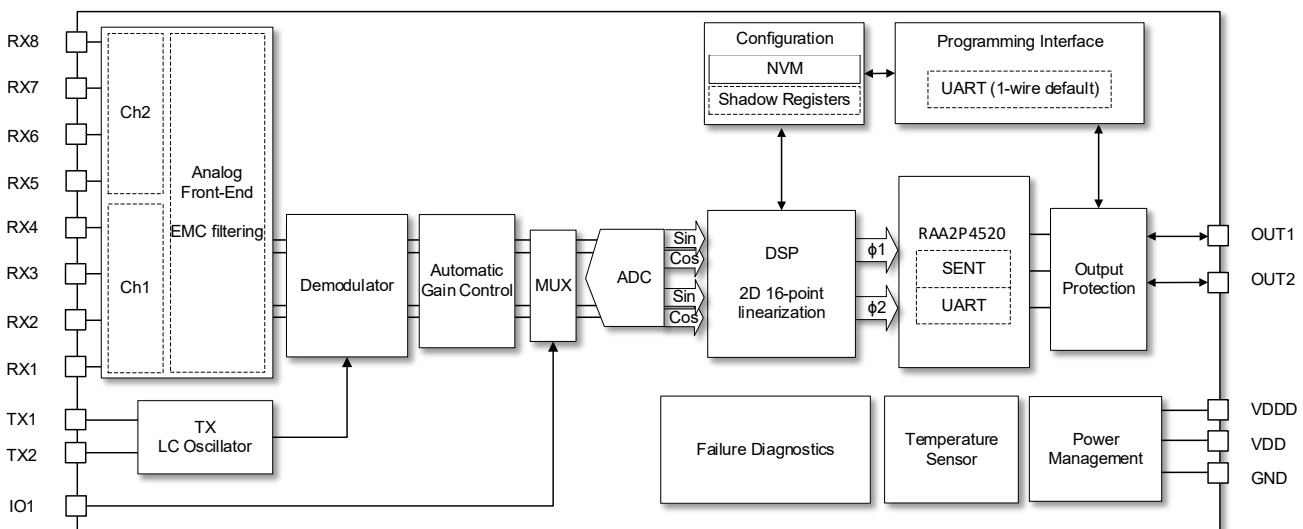 RX8
RX7
RX6
RX5
RX4
RX3
RX2
RX1
TX1
TX2
IO1
Ch2
Ch1
Analog
Front-End
EMC filtering
TX
LC Oscillator
Demodulator
Automatic
Gain Control
MUX
ADC
Sin
Cos
Sin
Cos
Configuration
NVM
Shadow Registers
Programming Interface
UART (1-wire default)
DSP
2D 16-point
linearization
ϕ1
ϕ2
RAA2P4520
SENT
UART
Output
Protection
OUT1
OUT2
Failure Diagnostics
Temperature
Sensor
Power
Management
VDDD
VDD
GND